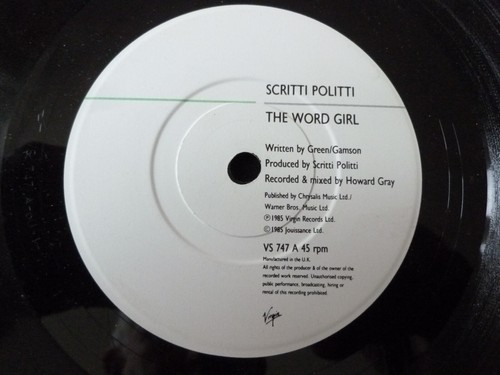 SCRITTI POLITTI
THE WORD GIRL
Written by Green/Gamson
Produced by Scritti Politti
Recorded & mixed by Howard Gray
Published by Chrysalis Music Ltd./
Warner Bros. Music Ltd.
Ⓟ1985 Virgin Records Ltd.
©1985 Jouissance Ltd.
VS 747 A 45 rpm
Manufactured in the U.K.
All rights of the producer & of the owner of the
recorded work reserved. Unauthorised copying,
public performance, broadcasting, hiring or
rental of this recording prohibited.
Virgin